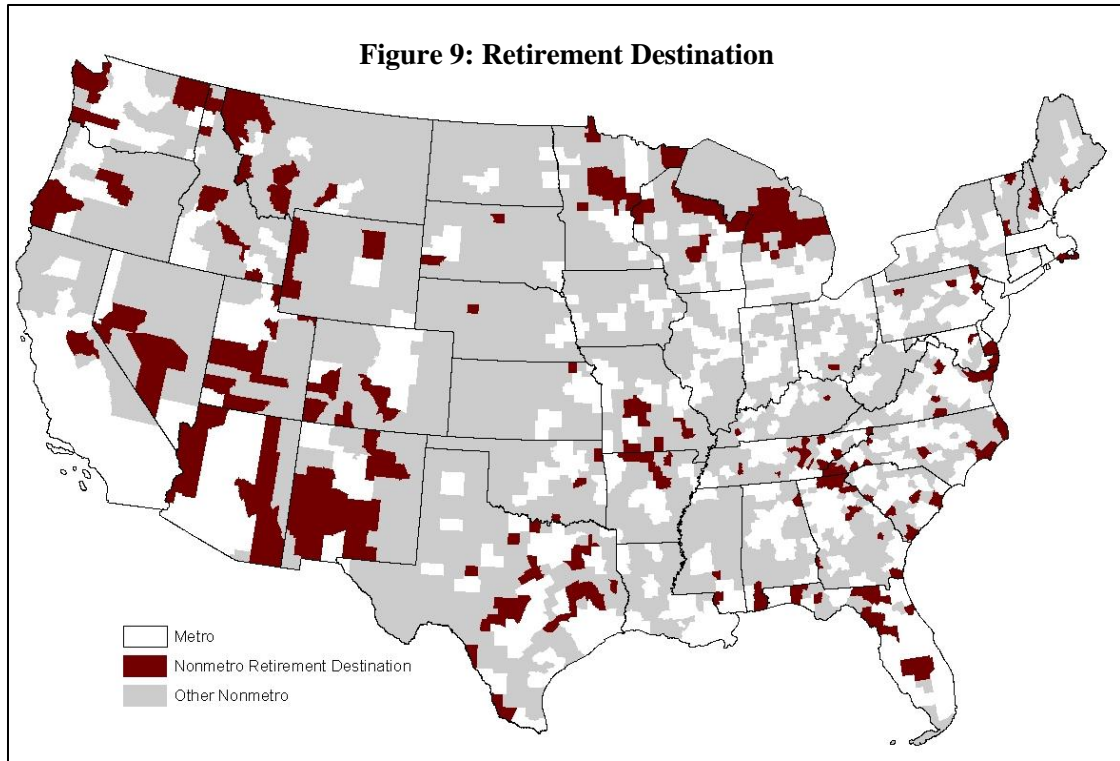 Figure 9: Retirement Destination
Metro
Nonmetro Retirement Destination
Other Nonmetro